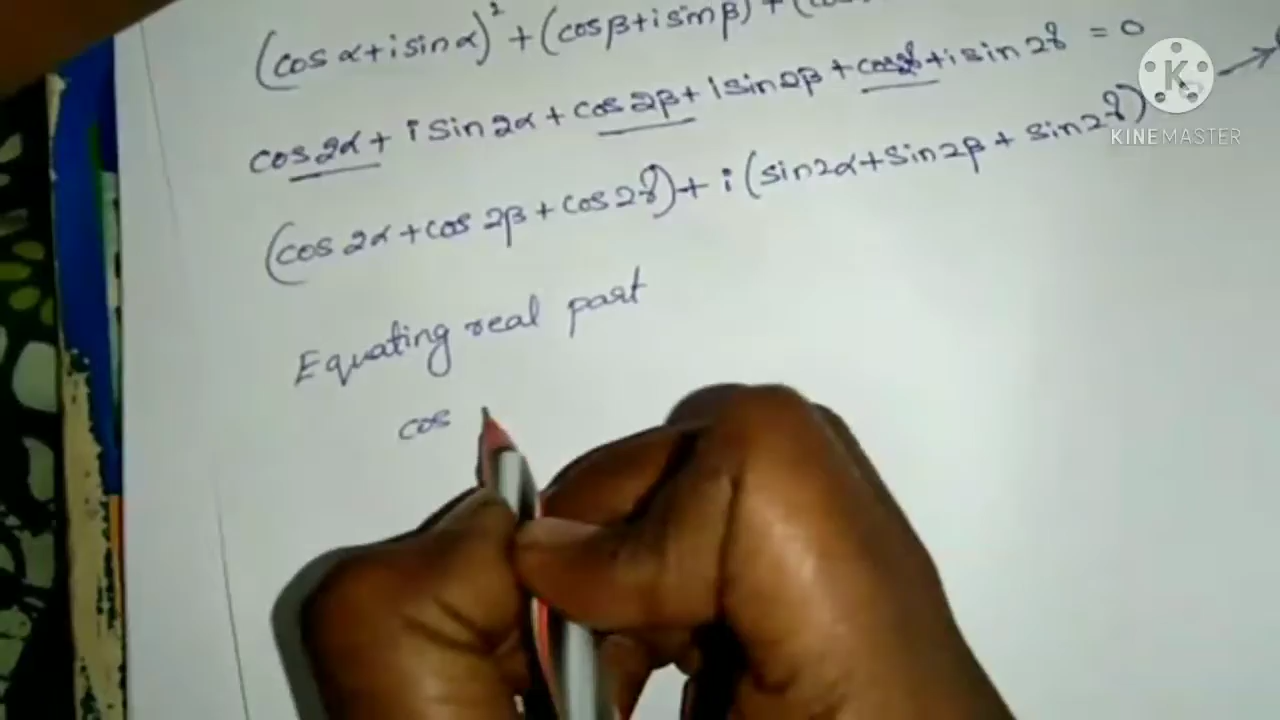 (cos α + i sin α)² + (cos β + i sin β) + (
cos 2α + i sin 2α + cos 2β + i sin 2β + cos 2γ + i sin 2γ = 0
(cos 2α + cos 2β + cos 2γ) + i (sin 2α + sin 2β + sin 2γ)
Equating real part
cos
K
KINEMASTER